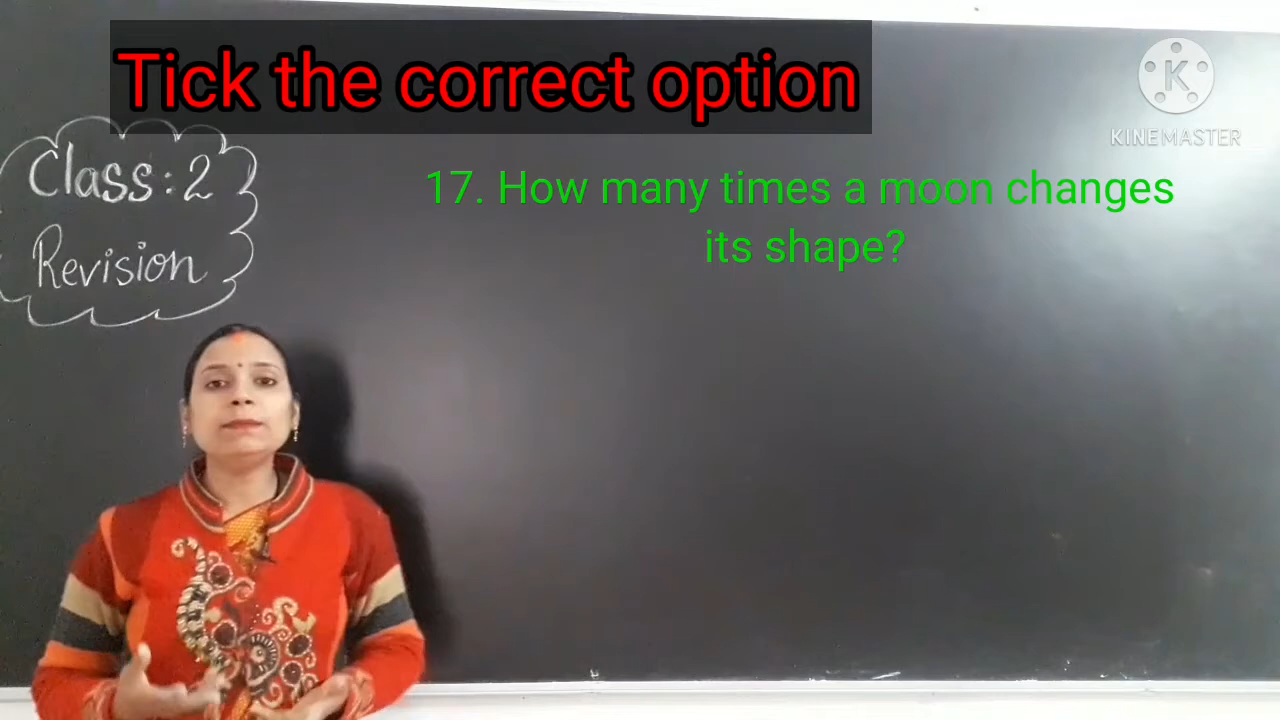 Tick the correct option
K
KINEMASTER
Class:2
Revision
17. How many times a moon changes
its shape?